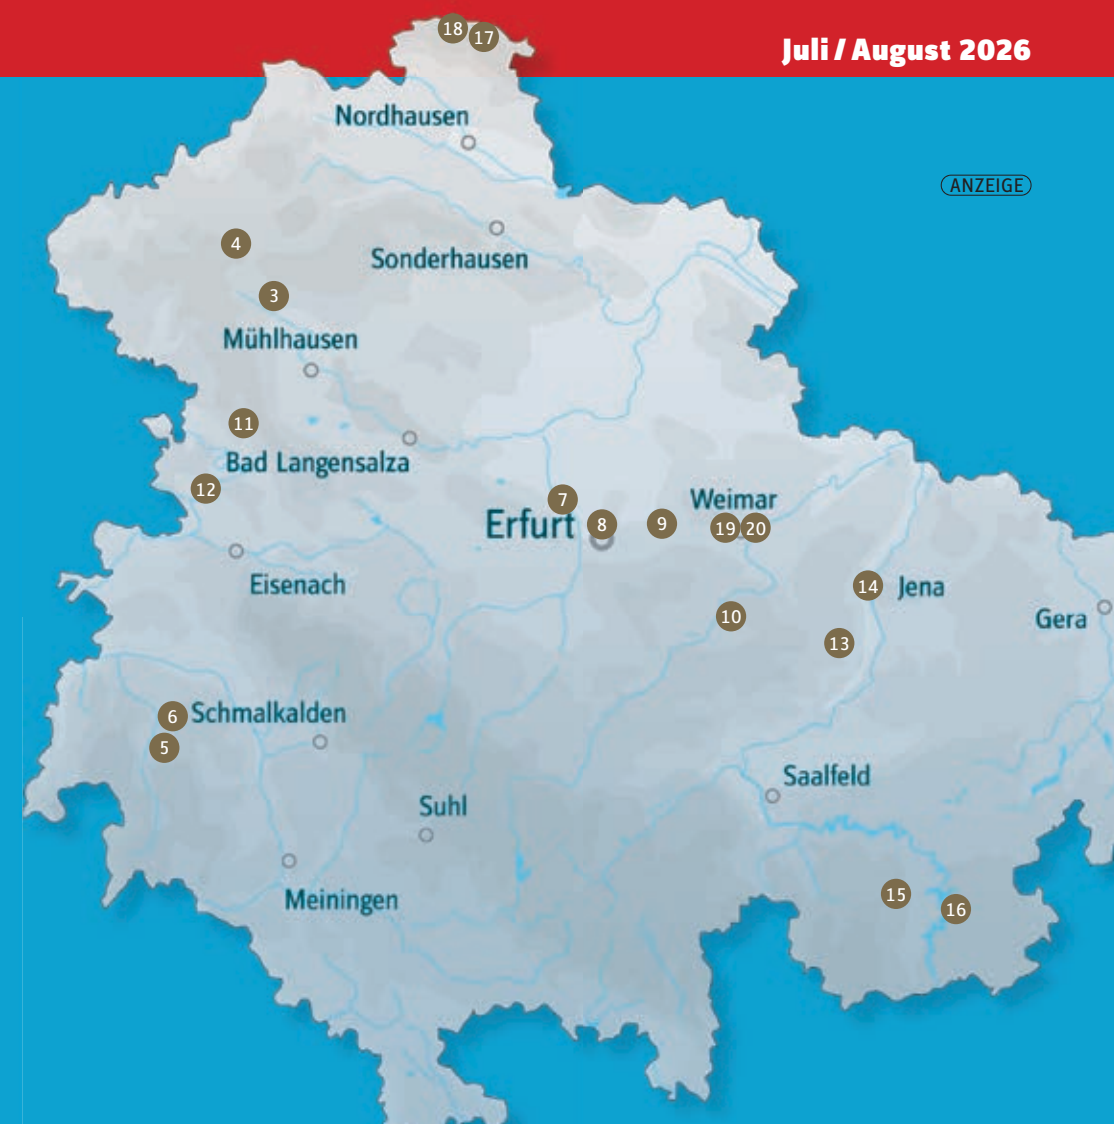 18 17
Juli / August 2026
Nordhausen
ANZEIGE
4
Sonderhausen
3
Mühlhausen
11
Bad Langensalza
12
7
Weimar
Erfurt
8
9
19 20
Eisenach
14
Jena
10
Gera
13
6
Schmalkalden
5
Saalfeld
Suhl
15
Meiningen
16